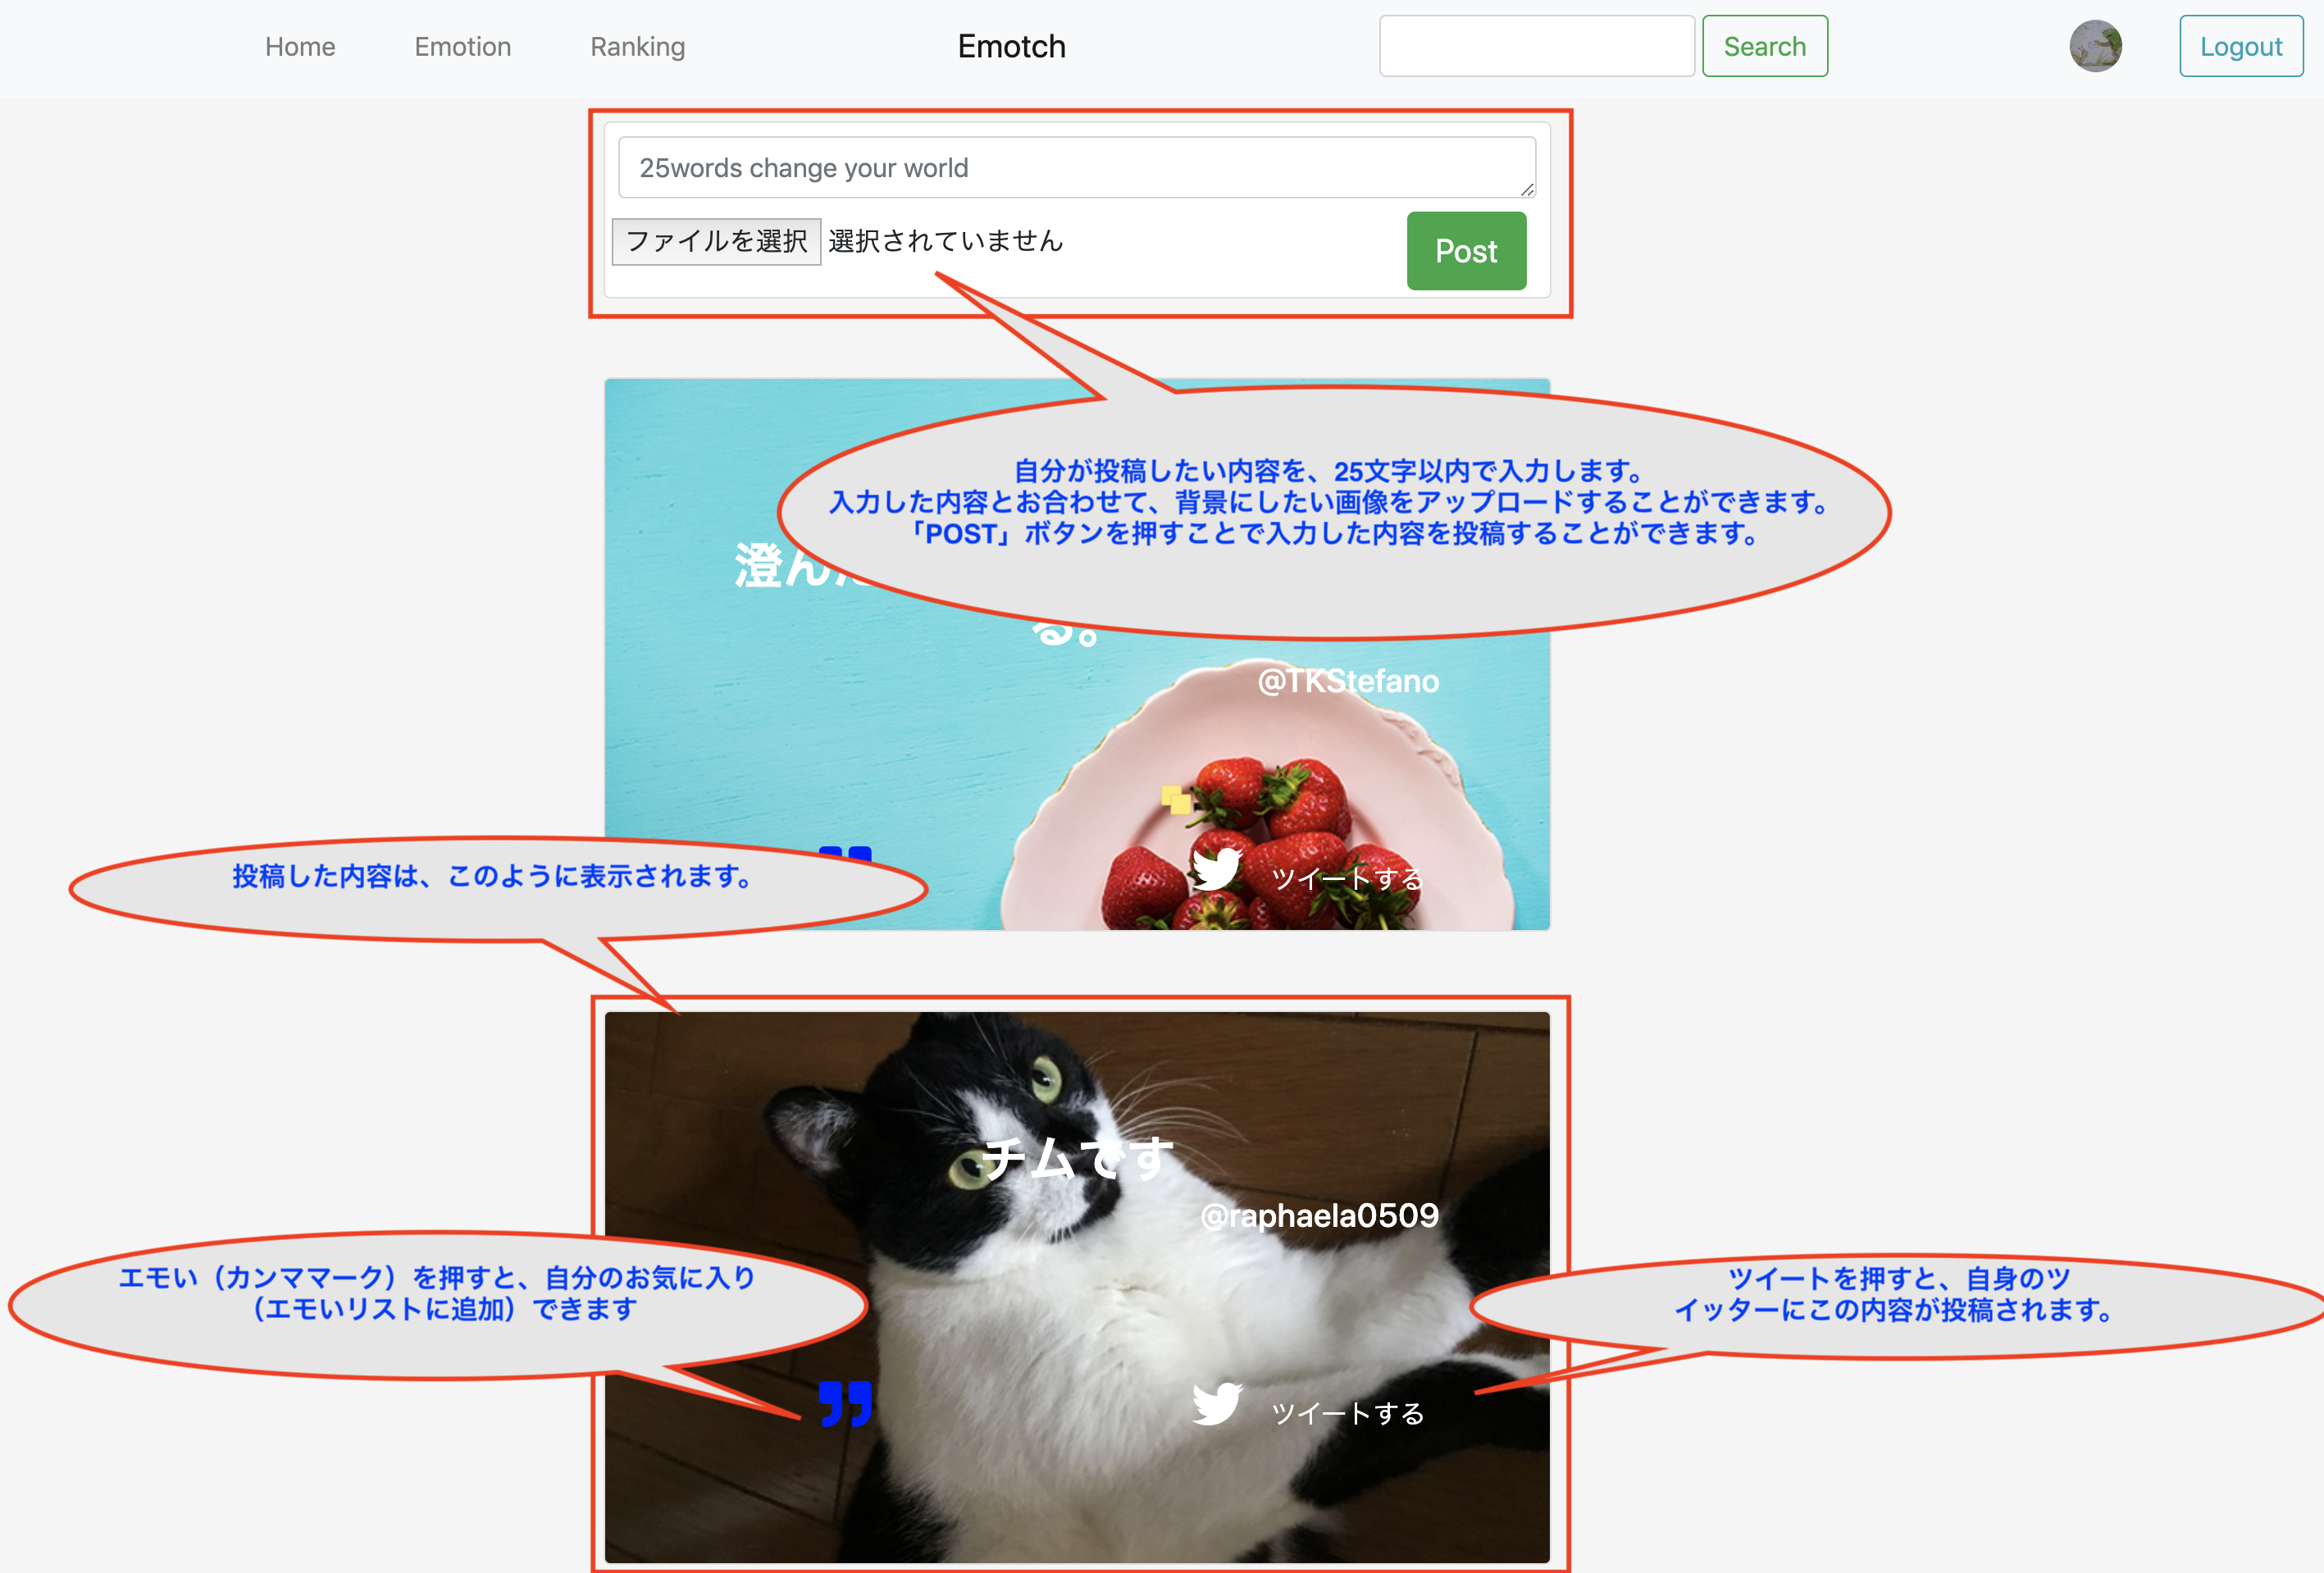 Home Emotion Ranking Emotch Search Logout
25words change your world
ファイルを選択 選択されていません Post
自分が投稿したい内容を、25文字以内で入力します。
入力した内容とお合わせて、背景にしたい画像をアップロードすることができます。
「POST」ボタンを押すことで入力した内容を投稿することができます。
澄ん
る。
@TKStefano
投稿した内容は、このように表示されます。
ツイートする
チムです
@raphaela0509
エモい（カンママーク）を押すと、自分のお気に入り
（エモいリストに追加）できます
ツイートを押すと、自身のツ
イッターにこの内容が投稿されます。
ツイートする